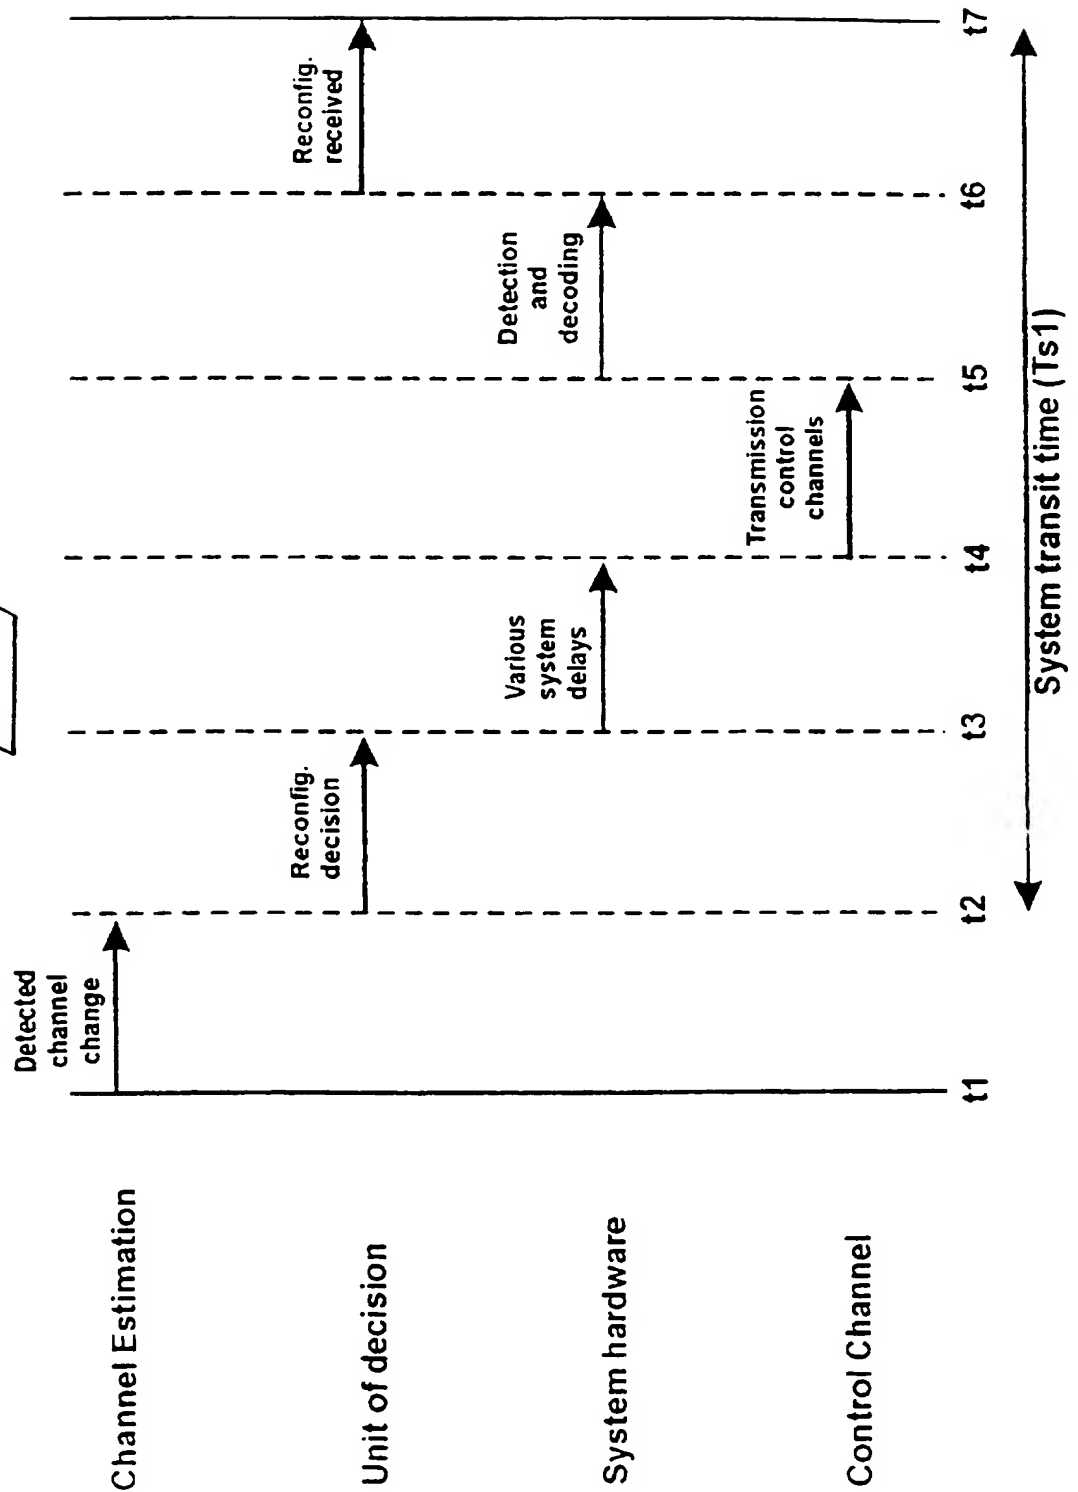 Channel Estimation
Detected
channel
change
Unit of decision
Reconfig.
decision
Reconfig.
received
System hardware
Various
system
delays
Detection
and
decoding
Control Channel
Transmission
control
channels
t1
t2
t3
t4
t5
t6
t7
System transit time (Ts1)